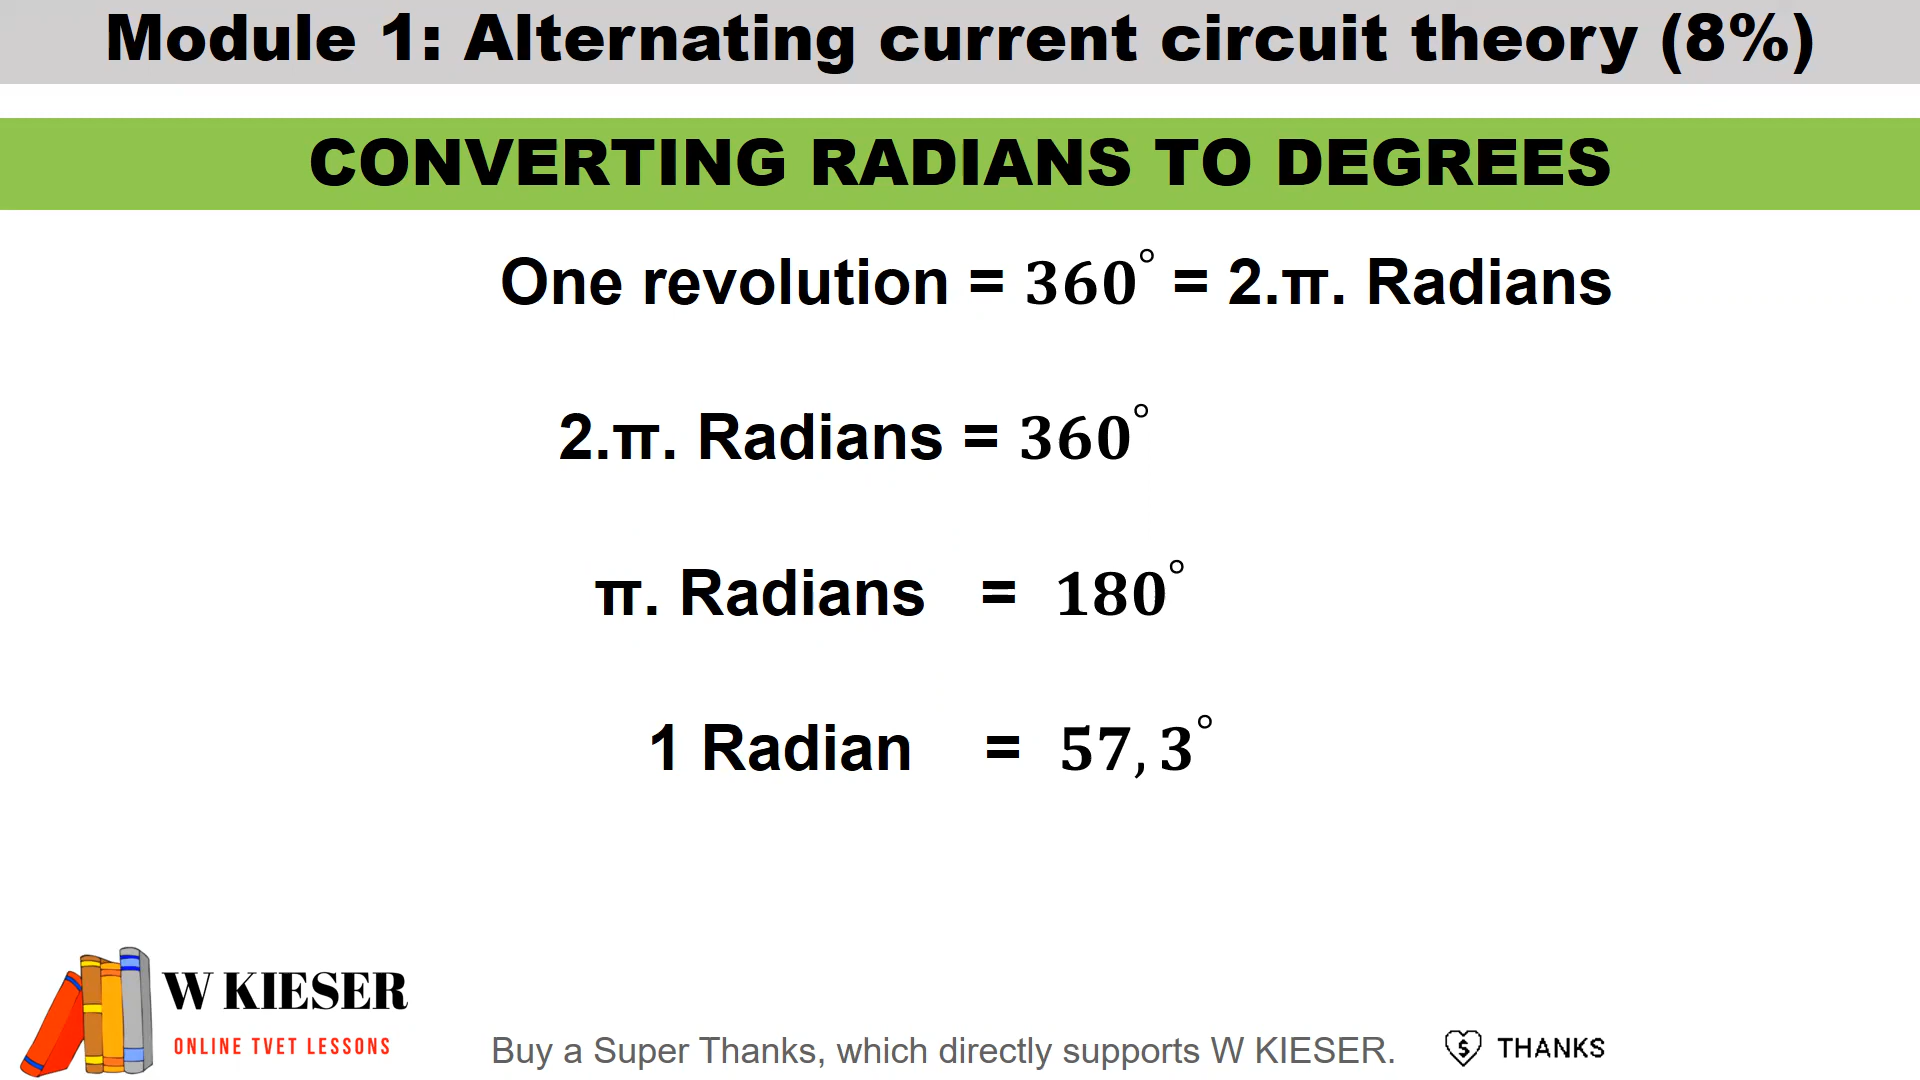 Module 1: Alternating current circuit theory (8%)
CONVERTING RADIANS TO DEGREES
One revolution = 360° = 2.π. Radians
2.π. Radians = 360°
π. Radians = 180°
1 Radian = 57,3°
W KIESER
ONLINE TVET LESSONS
Buy a Super Thanks, which directly supports W KIESER.
$ THANKS